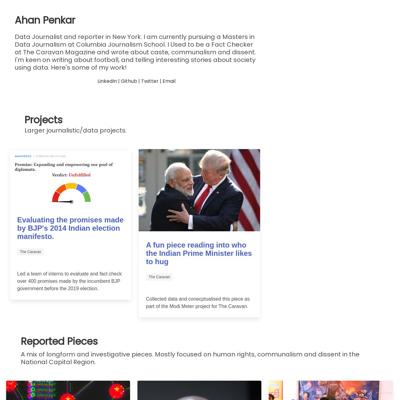 Ahan Penkar
Data Journalist and reporter in New York. I am currently pursuing a Masters in
Data Journalism at Columbia Journalism School. I Used to be a Fact Checker
at The Caravan Magazine and wrote about caste, communalism and dissent.
I'm keen on writing about football, and telling interesting stories about society
using data. Here's some of my work!
LinkedIn | Github | Twitter | Email
Projects
Larger journalistic/data projects.
Promise: Expanding and empowering our pool of
diplomats.
Verdict: Unfulfilled
Evaluating the promises made
by BJP's 2014 Indian election
manifesto.
The Caravan
Led a team of interns to evaluate and fact check
over 400 promises made by the incumbent BJP
government before the 2019 election.
A fun piece reading into who
the Indian Prime Minister likes
to hug
The Caravan
Collected data and conceptualised this piece as
part of the Modi Meter project for The Caravan.
Reported Pieces
A mix of longform and investigative pieces. Mostly focused on human rights, communalism and dissent in the
National Capital Region.